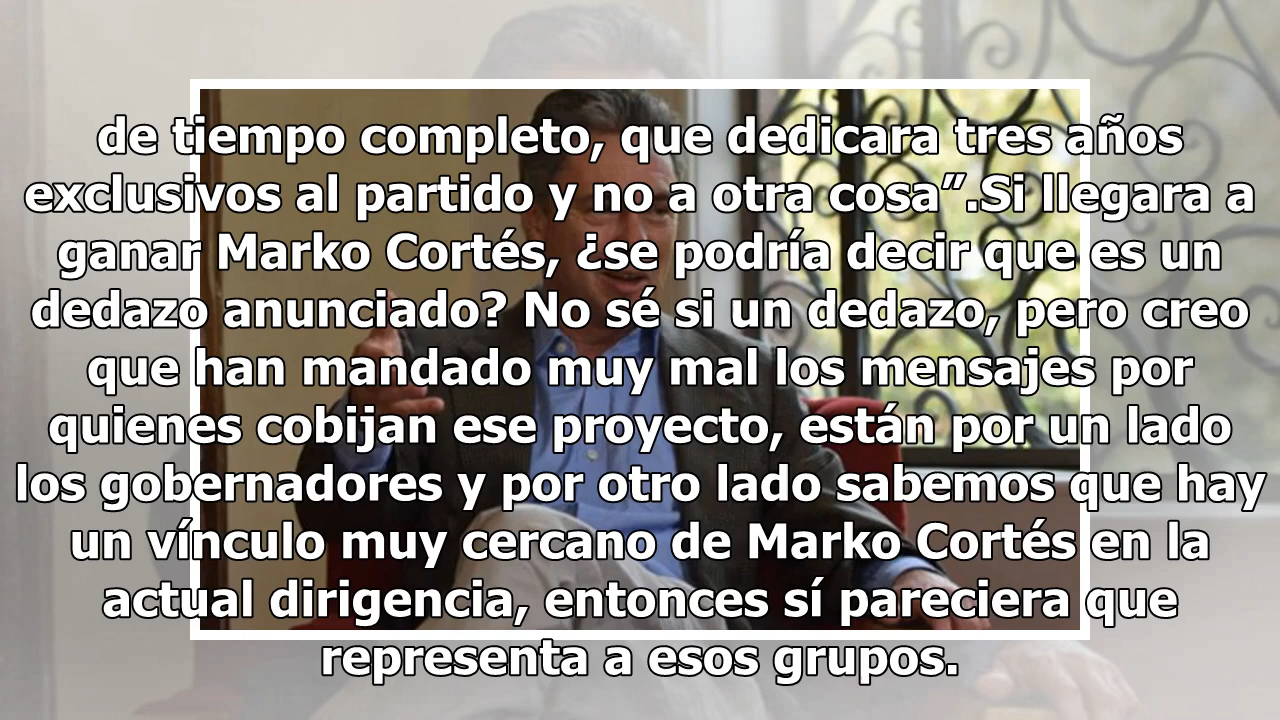 de tiempo completo, que dedicara tres años
exclusivos al partido y no a otra cosa”.Si llegara a
ganar Marko Cortés, ¿se podría decir que es un
dedazo anunciado? No sé si un dedazo, pero creo
que han mandado muy mal los mensajes por
quienes cobijan ese proyecto, están por un lado
los gobernadores y por otro lado sabemos que hay
un vínculo muy cercano de Marko Cortés en la
actual dirigencia, entonces sí pareciera que
representa a esos grupos.